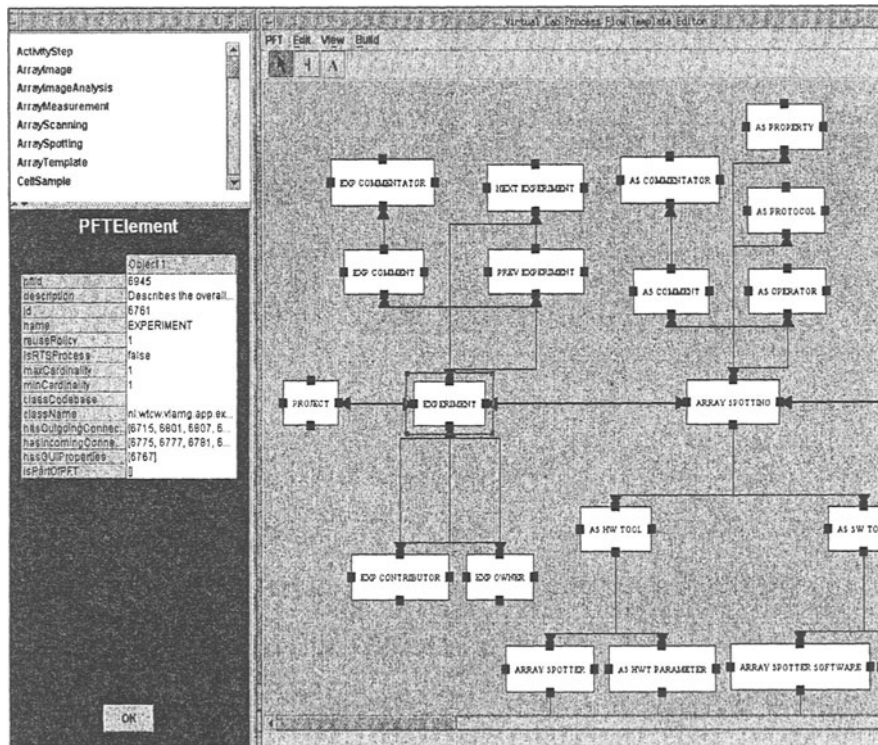 Virtual Lab Process Flow Template Editor
PFT Edit View Build
A
ActivityStep
ArrayImage
ArrayImageAnalysis
ArrayMeasurement
ArrayScanning
ArraySpotting
ArrayTemplate
CellSample
PFTElement
Object 1
pftId 6945
description Describes the overall...
id 6761
name EXPERIMENT
reusePolicy 1
isRTSProcess false
maxCardinality 1
minCardinality 1
classCodebase
className nl.wtcw.vlamg.app.ex...
hasOutgoingConnec... [6715, 6801, 6807, 6...
hasIncomingConne... [6775, 6777, 6781, 6...
hasGUIProperties [6767]
isPartOfPFT []
OK
AS PROPERTY
EXP COMMENTATOR
NEXT EXPERIMENT
AS COMMENTATOR
AS PROTOCOL
EXP COMMENT
PREV EXPERIMENT
AS COMMENT
AS OPERATOR
PROJECT
EXPERIMENT
ARRAY SPOTTING
AS HW TOOL
AS SW TO
EXP CONTRIBUTOR
EXP OWNER
ARRAY SPOTTER
AS HWT PARAMETER
ARRAY SPOTTER SOFTWARE